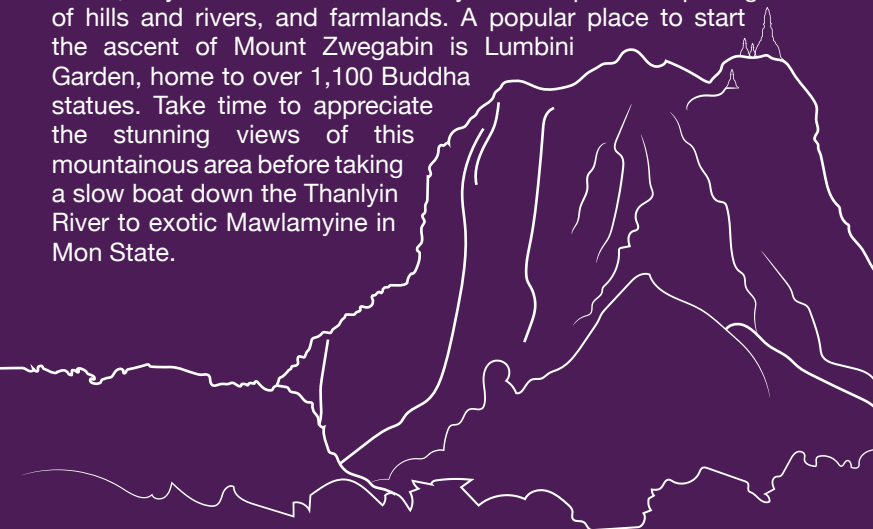 of hills and rivers, and farmlands. A popular place to start
the ascent of Mount Zwegabin is Lumbini
Garden, home to over 1,100 Buddha
statues. Take time to appreciate
the stunning views of this
mountainous area before taking
a slow boat down the Thanlyin
River to exotic Mawlamyine in
Mon State.